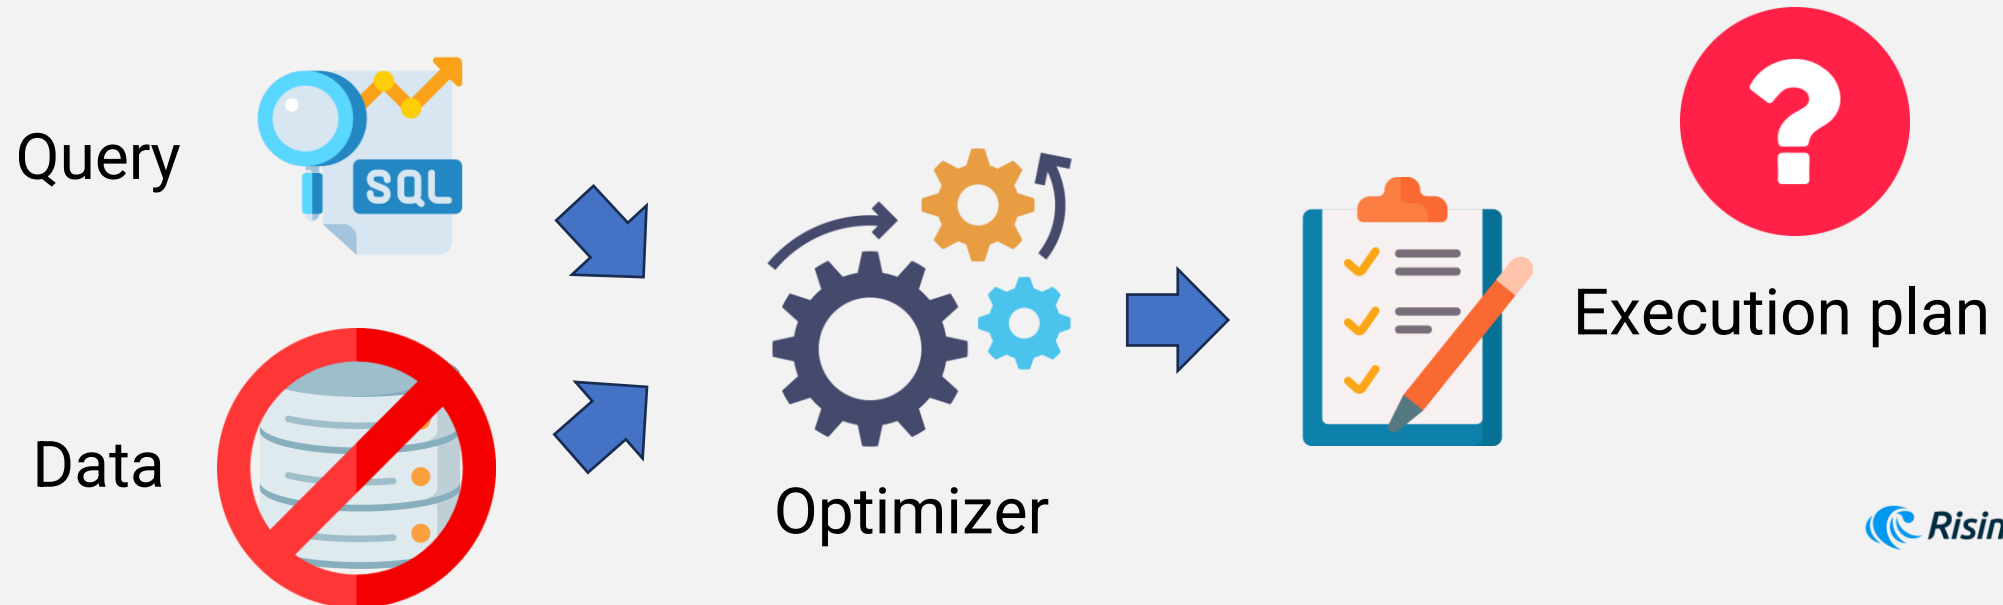 Query
SQL
Data
Optimizer
Execution plan